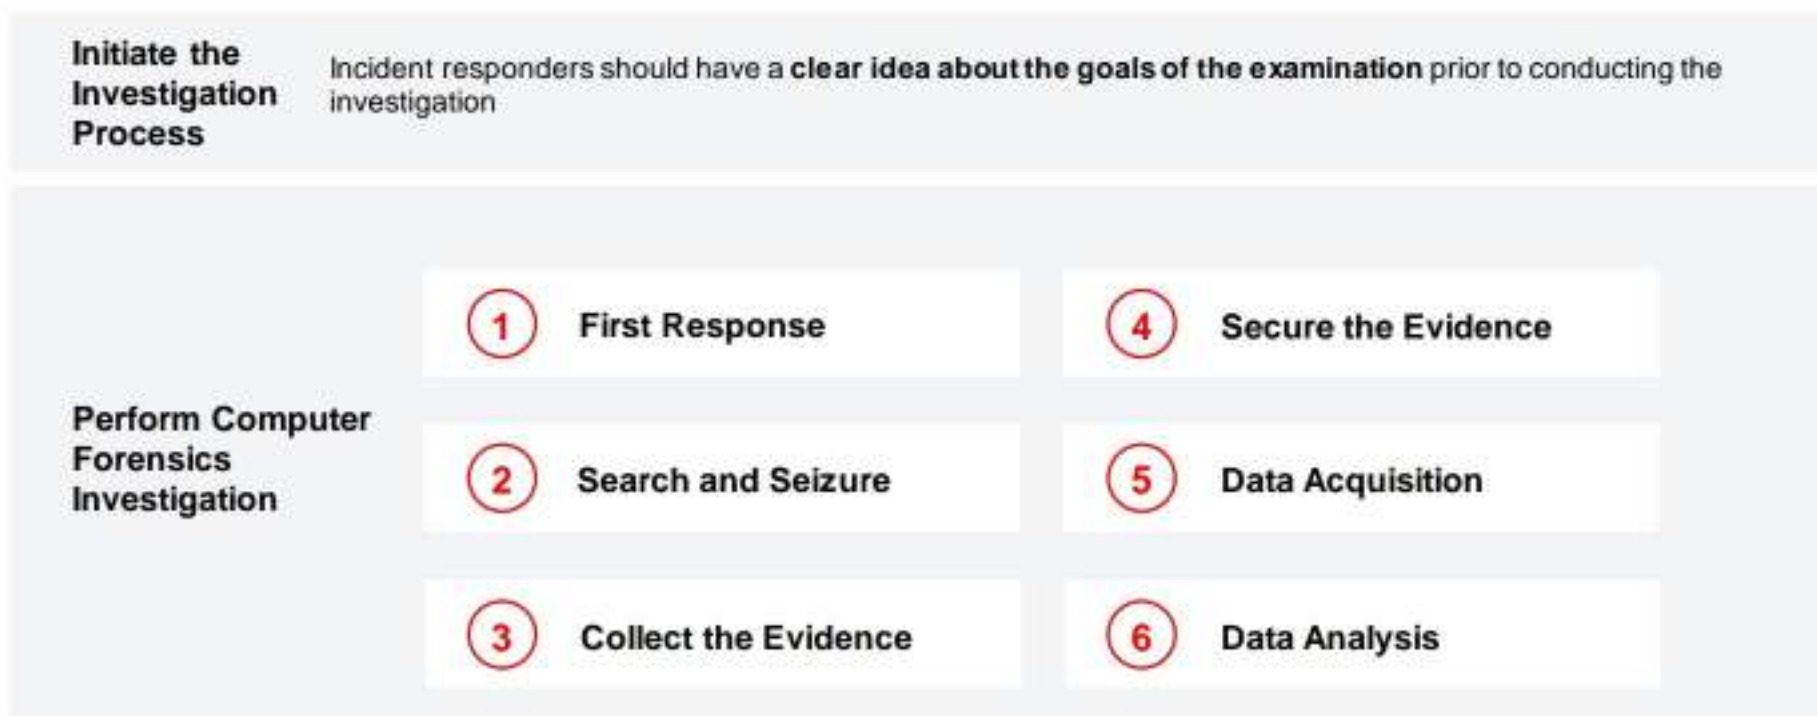 Initiate the
Investigation
Process
Incident responders should have a clear idea about the goals of the examination prior to conducting the
investigation
Perform Computer
Forensics
Investigation
1 First Response
2 Search and Seizure
3 Collect the Evidence
4 Secure the Evidence
5 Data Acquisition
6 Data Analysis